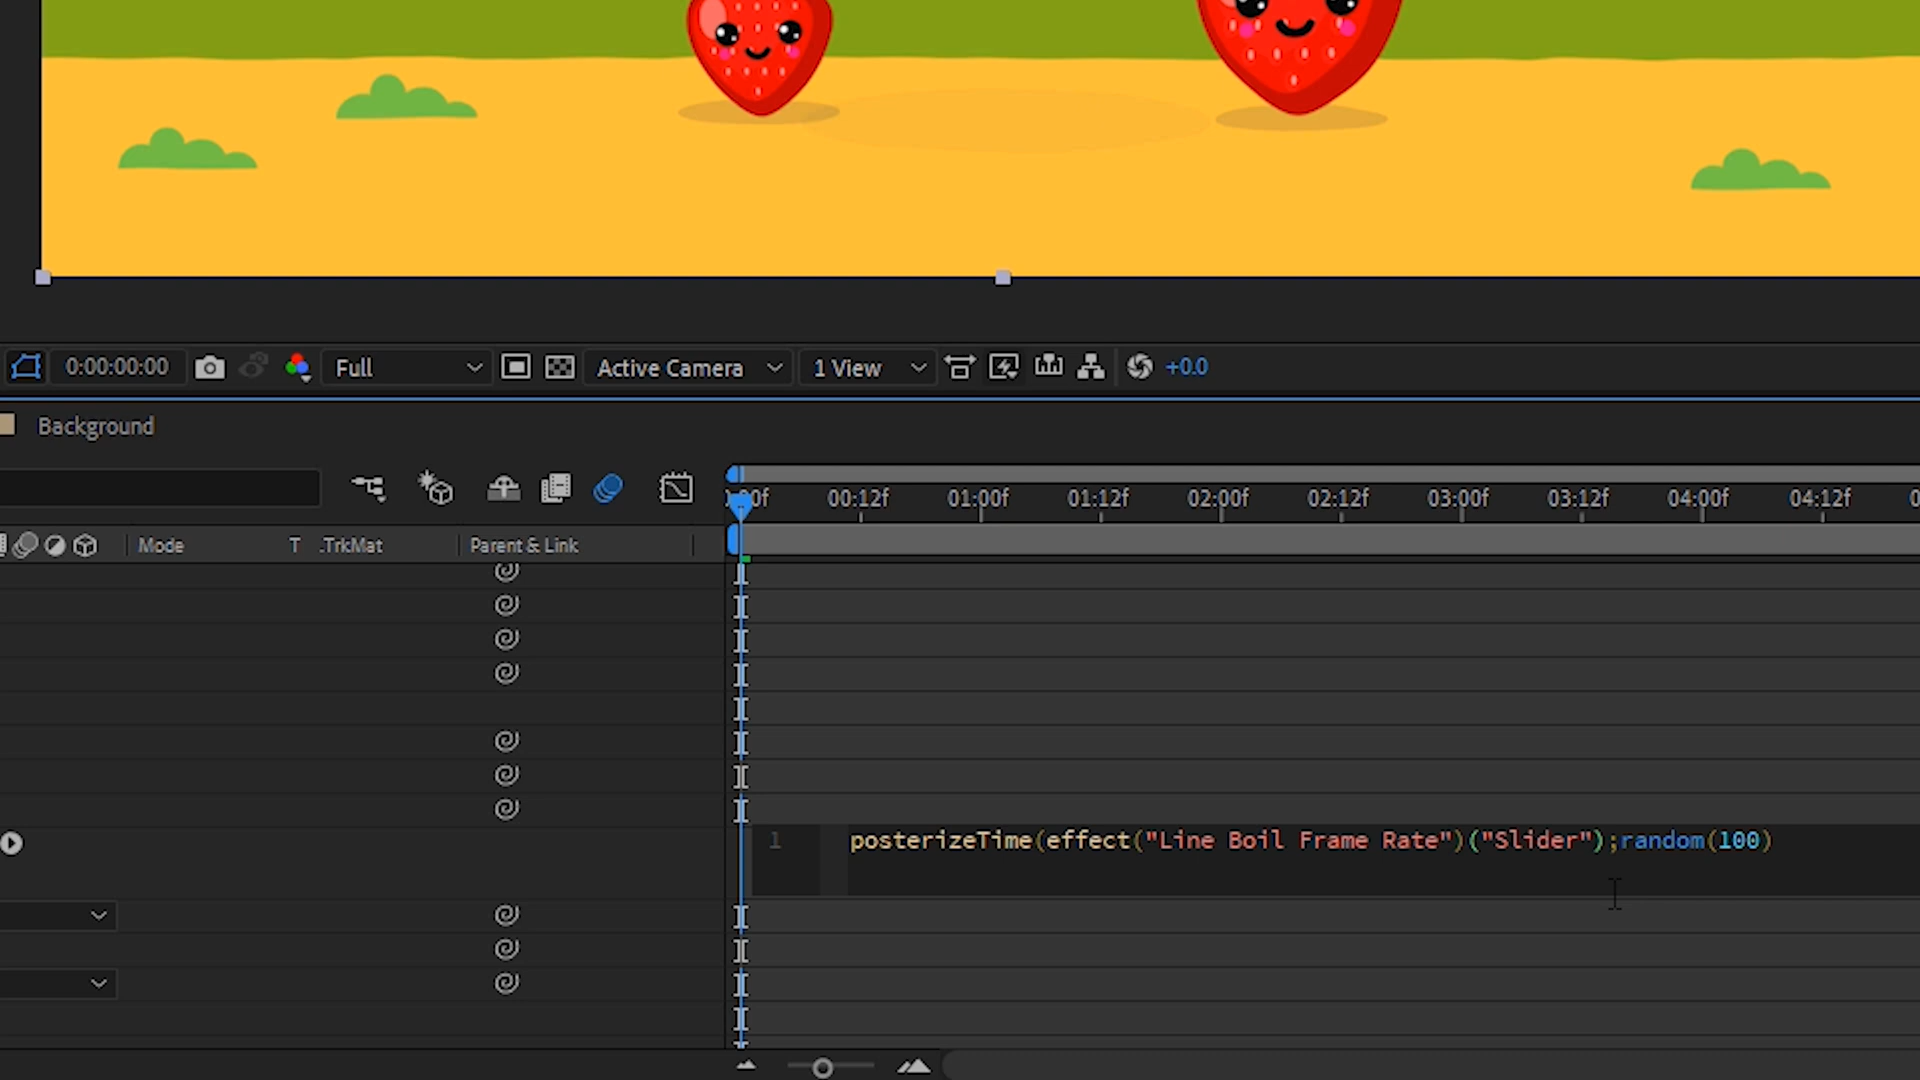 0:00:00:00 Full Active Camera 1 View +0.0
Background
00f 00:12f 01:00f 01:12f 02:00f 02:12f 03:00f 03:12f 04:00f 04:12f
Mode T .TrkMat Parent & Link
1 posterizeTime(effect("Line Boil Frame Rate")("Slider");random(100)